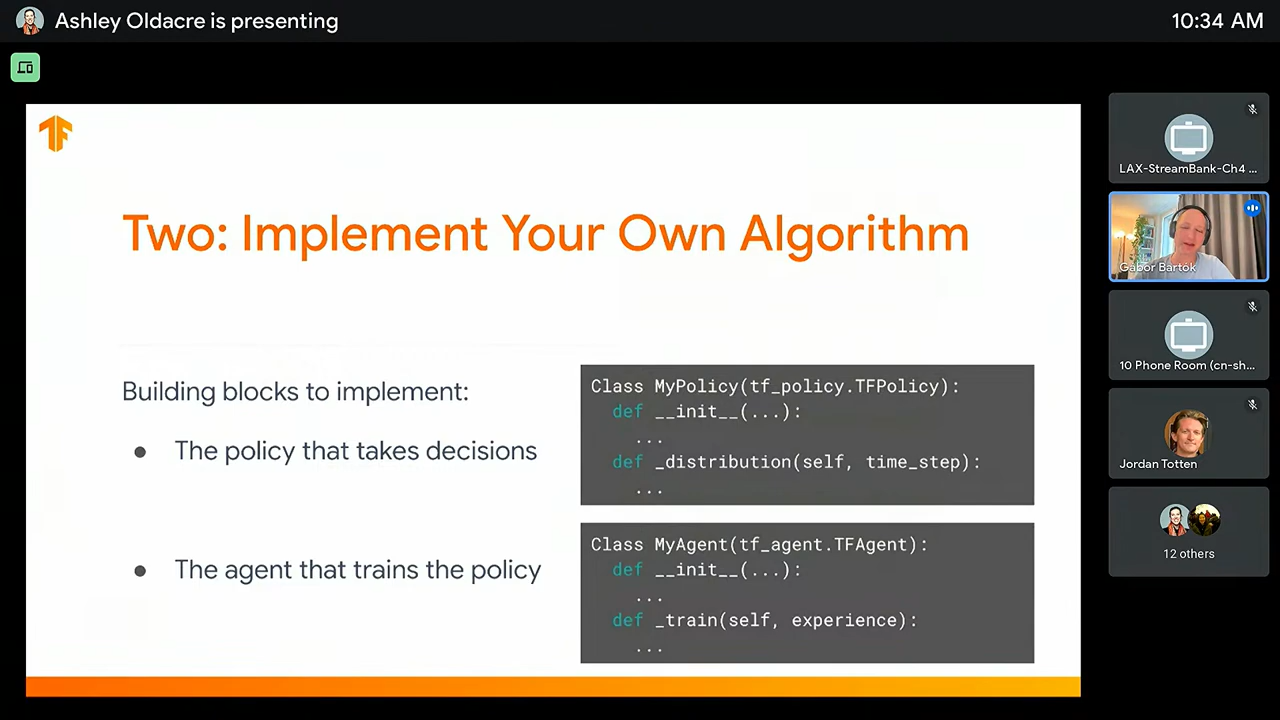 Ashley Oldacre is presenting
10:34 AM
Two: Implement Your Own Algorithm
Building blocks to implement:
● The policy that takes decisions
● The agent that trains the policy
Class MyPolicy(tf_policy.TFPolicy):
def __init__(...):
...
def _distribution(self, time_step):
...
Class MyAgent(tf_agent.TFAgent):
def __init__(...):
...
def _train(self, experience):
...
LAX-StreamBank-Ch4 ...
Gábor Bartók
10 Phone Room (cn-sh...
Jordan Totten
12 others